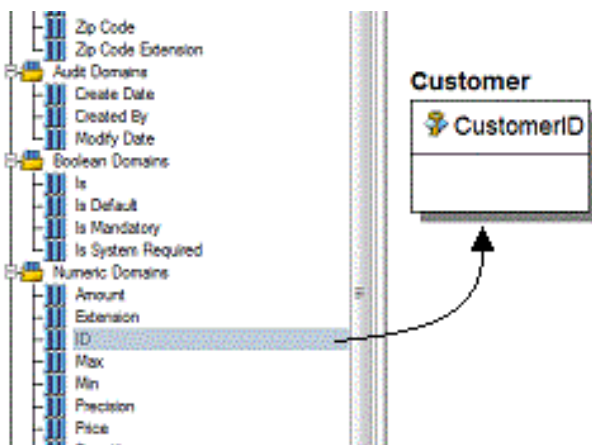 Zip Code
Zip Code Extension
Audit Domains
Create Date
Created By
Modify Date
Boolean Domains
Is
Is Default
Is Mandatory
Is System Required
Numeric Domains
Amount
Extension
ID
Max
Min
Precision
Price
Customer
CustomerID